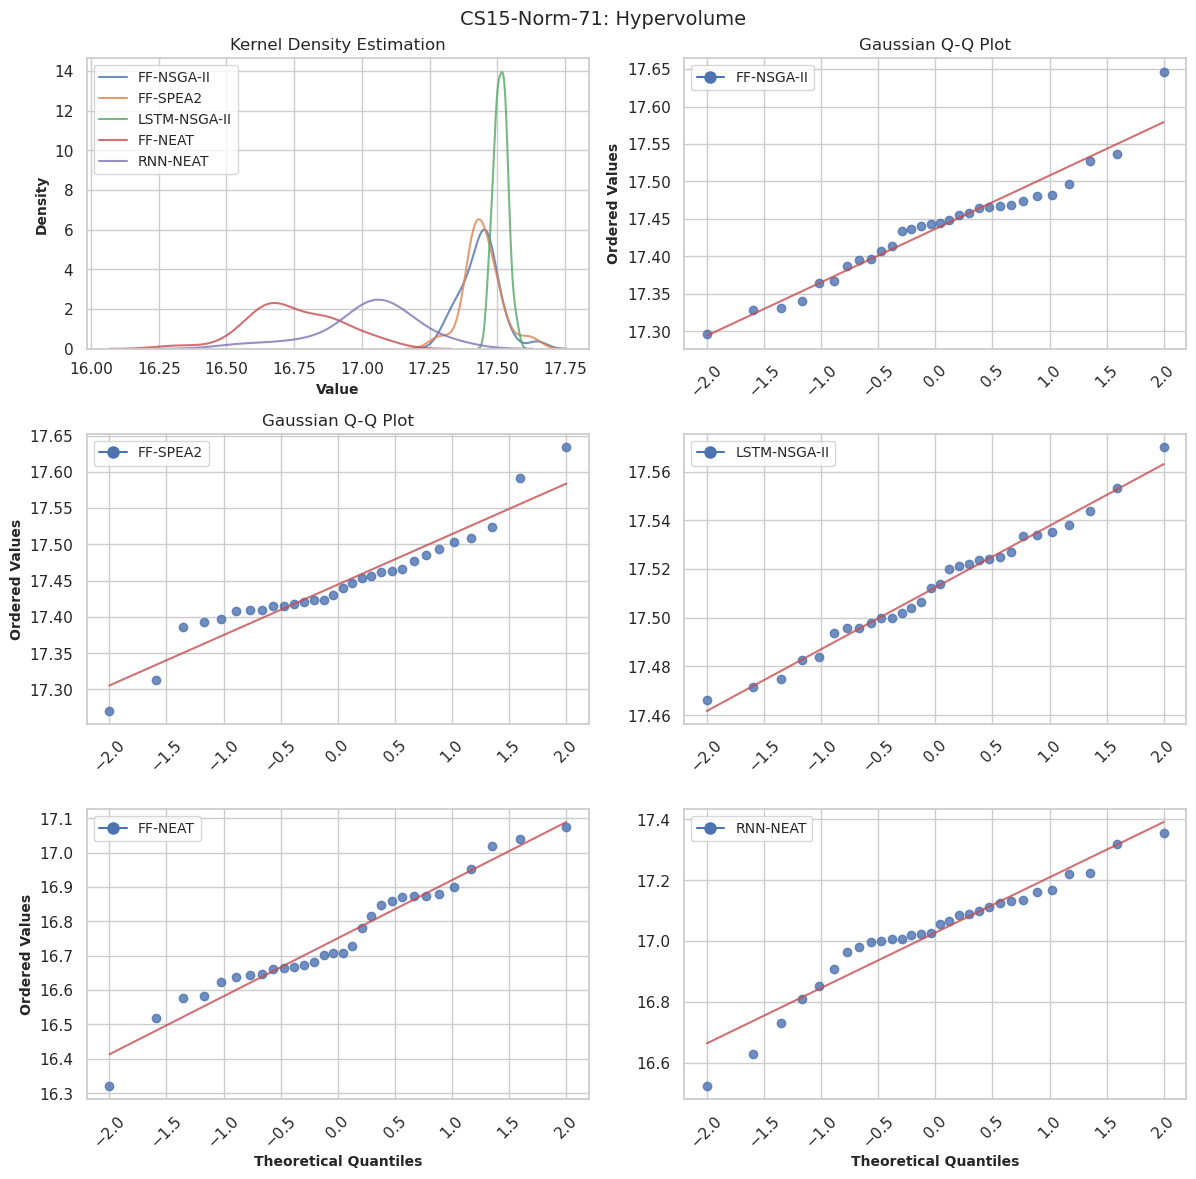 CS15-Norm-71: Hypervolume
Kernel Density Estimation
FF-NSGA-II
FF-SPEA2
LSTM-NSGA-II
FF-NEAT
RNN-NEAT
Density
14
12
10
8
6
4
2
0
16.00 16.25 16.50 16.75 17.00 17.25 17.50 17.75
Value
Gaussian Q-Q Plot
FF-NSGA-II
Ordered Values
17.65
17.60
17.55
17.50
17.45
17.40
17.35
17.30
−2.0 −1.5 −1.0 −0.5 0.0 0.5 1.0 1.5 2.0
Gaussian Q-Q Plot
FF-SPEA2
Ordered Values
17.65
17.60
17.55
17.50
17.45
17.40
17.35
17.30
−2.0 −1.5 −1.0 −0.5 0.0 0.5 1.0 1.5 2.0
LSTM-NSGA-II
17.56
17.54
17.52
17.50
17.48
17.46
−2.0 −1.5 −1.0 −0.5 0.0 0.5 1.0 1.5 2.0
FF-NEAT
Ordered Values
17.1
17.0
16.9
16.8
16.7
16.6
16.5
16.4
16.3
−2.0 −1.5 −1.0 −0.5 0.0 0.5 1.0 1.5 2.0
Theoretical Quantiles
RNN-NEAT
17.4
17.2
17.0
16.8
16.6
−2.0 −1.5 −1.0 −0.5 0.0 0.5 1.0 1.5 2.0
Theoretical Quantiles